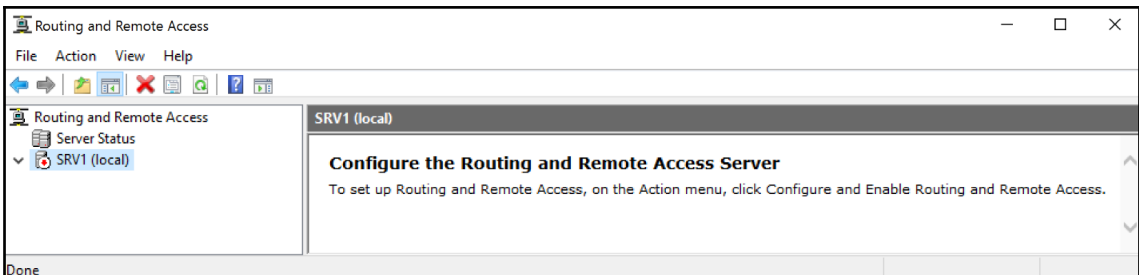 Routing and Remote Access
File Action View Help
Routing and Remote Access
Server Status
SRV1 (local)
SRV1 (local)
Configure the Routing and Remote Access Server
To set up Routing and Remote Access, on the Action menu, click Configure and Enable Routing and Remote Access.
Done